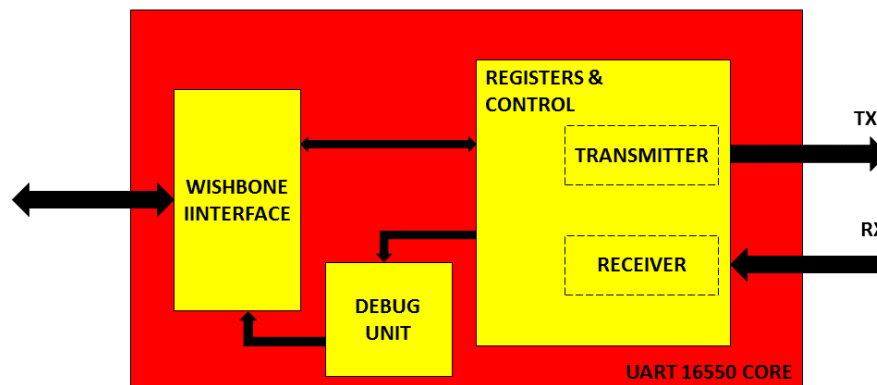 REGISTERS &
CONTROL
TX
TRANSMITTER
WISHBONE
IINTERFACE
RX
RECEIVER
DEBUG
UNIT
UART 16550 CORE